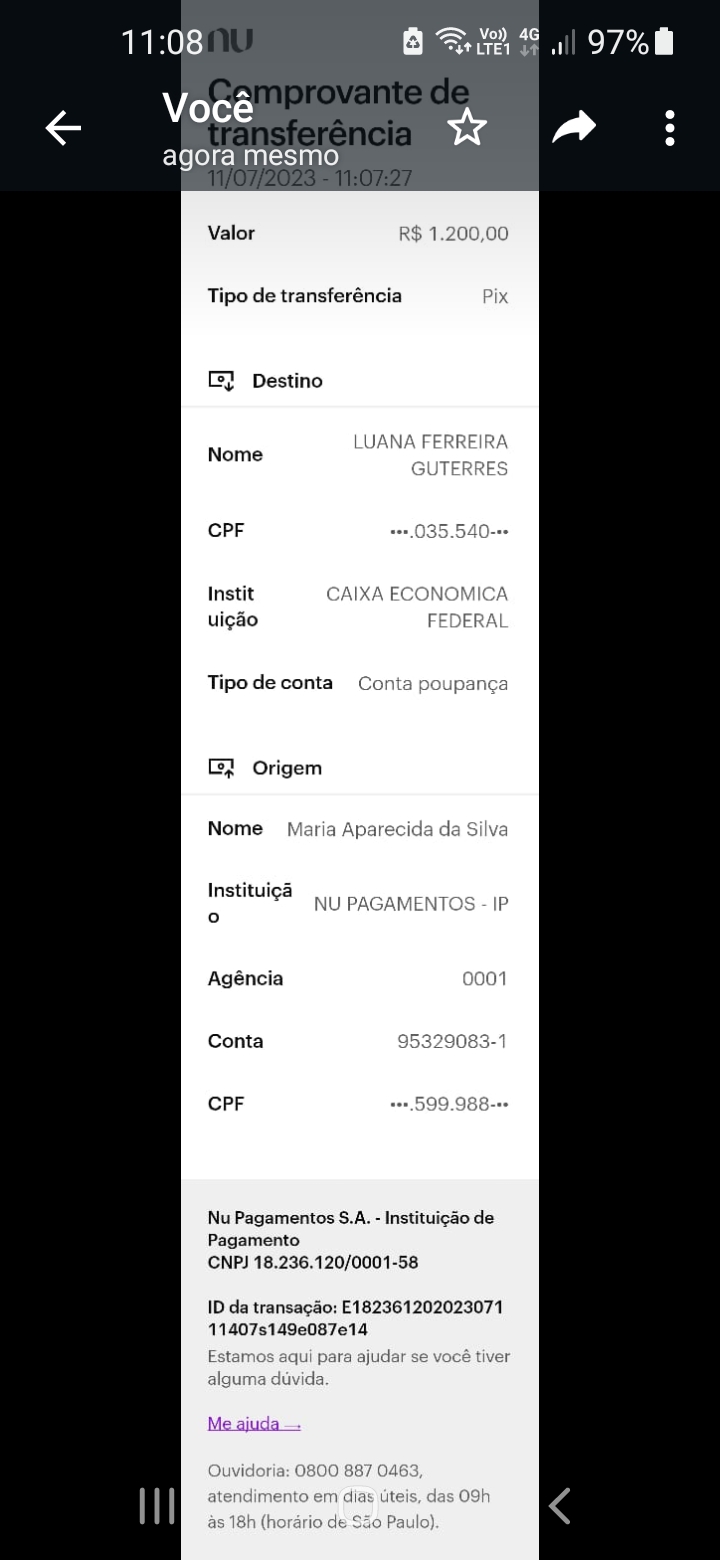 11:08 nu Vo)) LTE1 4G 97%
Comprovante de
Você
transferência
agora mesmo
11/07/2023 - 11:07:27
Valor R$ 1.200,00
Tipo de transferência Pix
Destino
Nome LUANA FERREIRA
GUTERRES
CPF •••.035.540-••
Instit
uição CAIXA ECONOMICA
FEDERAL
Tipo de conta Conta poupança
Origem
Nome Maria Aparecida da Silva
Instituiçã
o NU PAGAMENTOS - IP
Agência 0001
Conta 95329083-1
CPF •••.599.988-••
Nu Pagamentos S.A. - Instituição de
Pagamento
CNPJ 18.236.120/0001-58
ID da transação: E182361202023071
11407s149e087e14
Estamos aqui para ajudar se você tiver
alguma dúvida.
Me ajuda →
Ouvidoria: 0800 887 0463,
atendimento em dias úteis, das 09h
às 18h (horário de São Paulo).